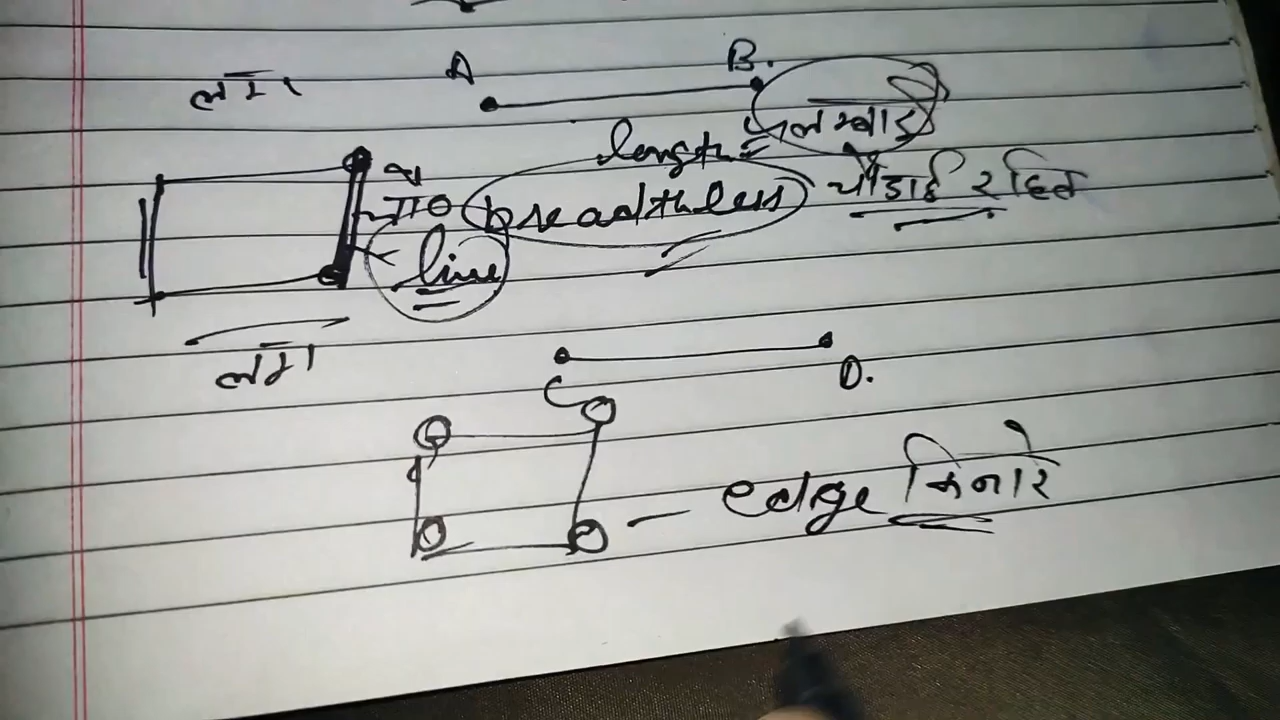 A B.
length = लम्बाई
breadthless चौडाई रहित
line
C D.
edge किनारे